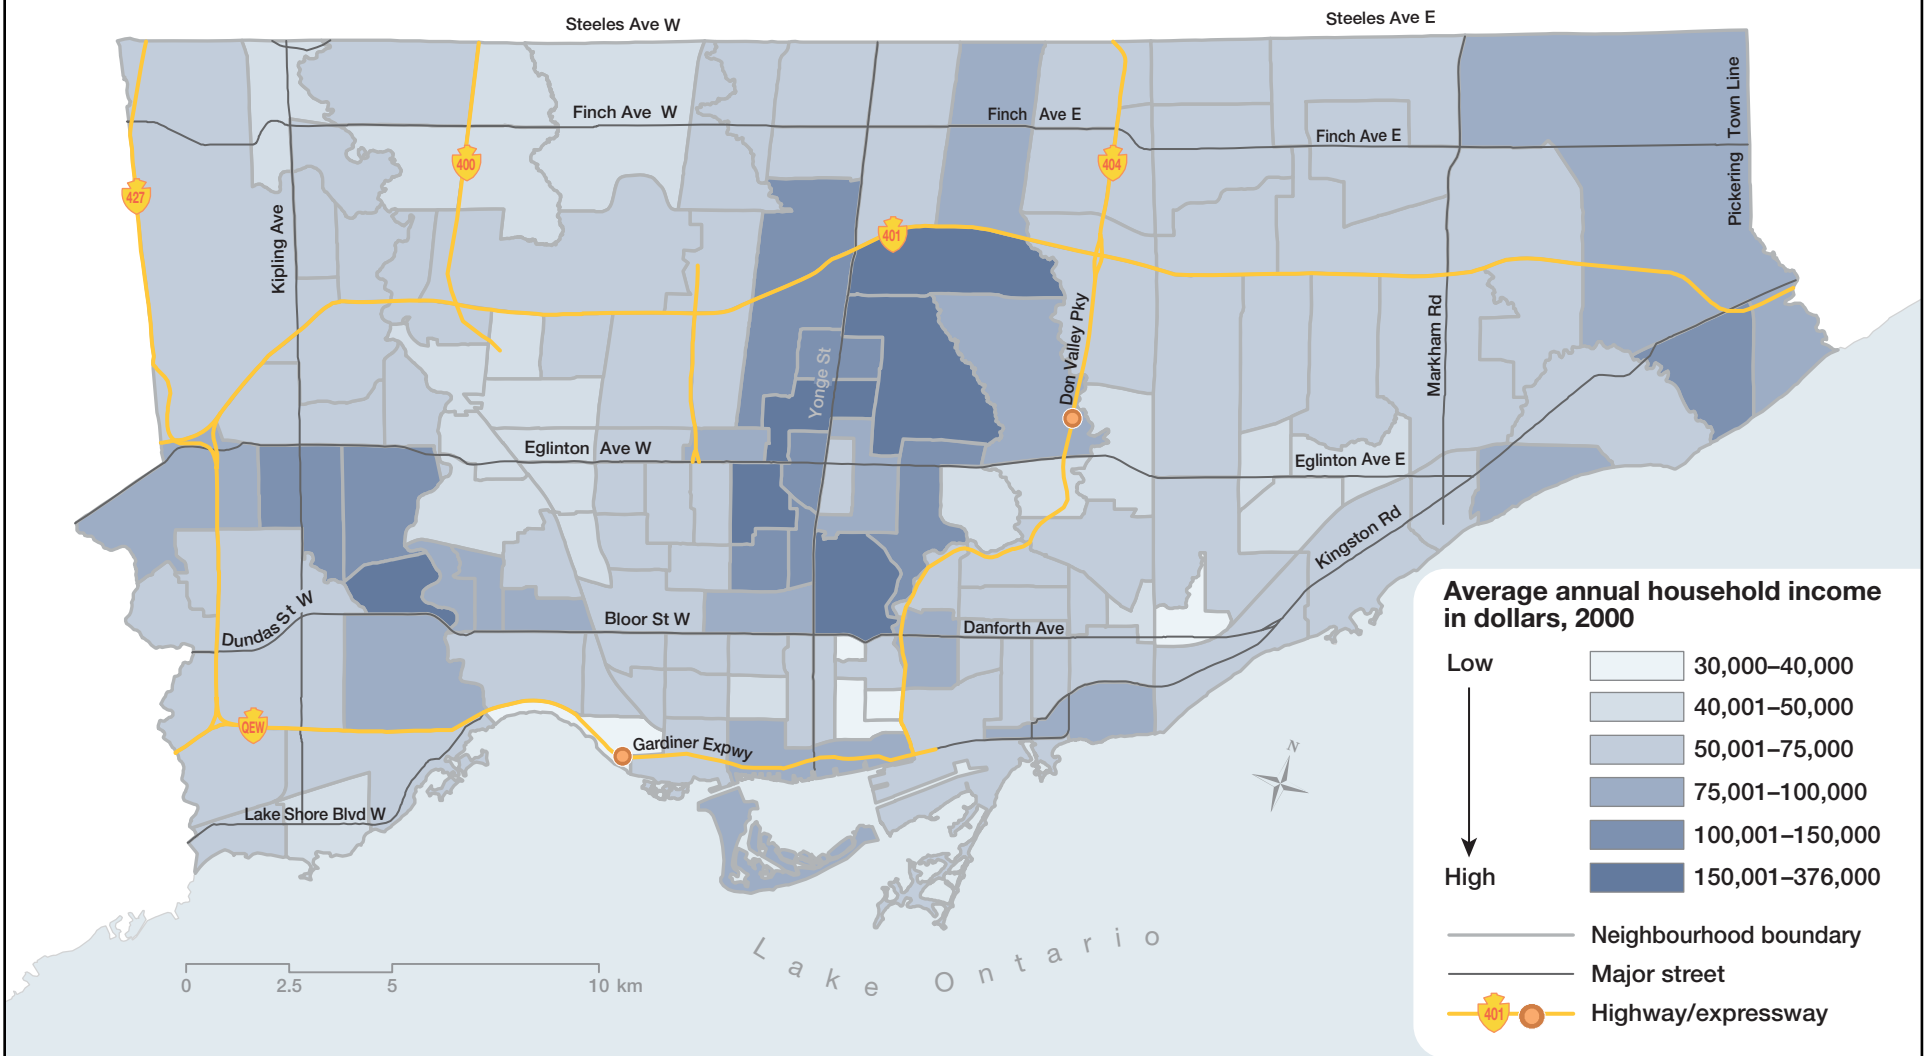 Steeles Ave W
Steeles Ave E
Finch Ave W
Finch Ave E
Finch Ave E
Pickering Town Line
427
400
404
401
Kipling Ave
Yonge St
Don Valley Pky
Markham Rd
Eglinton Ave W
Eglinton Ave E
Kingston Rd
Dundas St W
Bloor St W
Danforth Ave
QEW
Gardiner Expwy
Lake Shore Blvd W
N
Lake Ontario
0 2.5 5 10 km
Average annual household income
in dollars, 2000
Low
High
30,000–40,000
40,001–50,000
50,001–75,000
75,001–100,000
100,001–150,000
150,001–376,000
Neighbourhood boundary
Major street
401 Highway/expressway